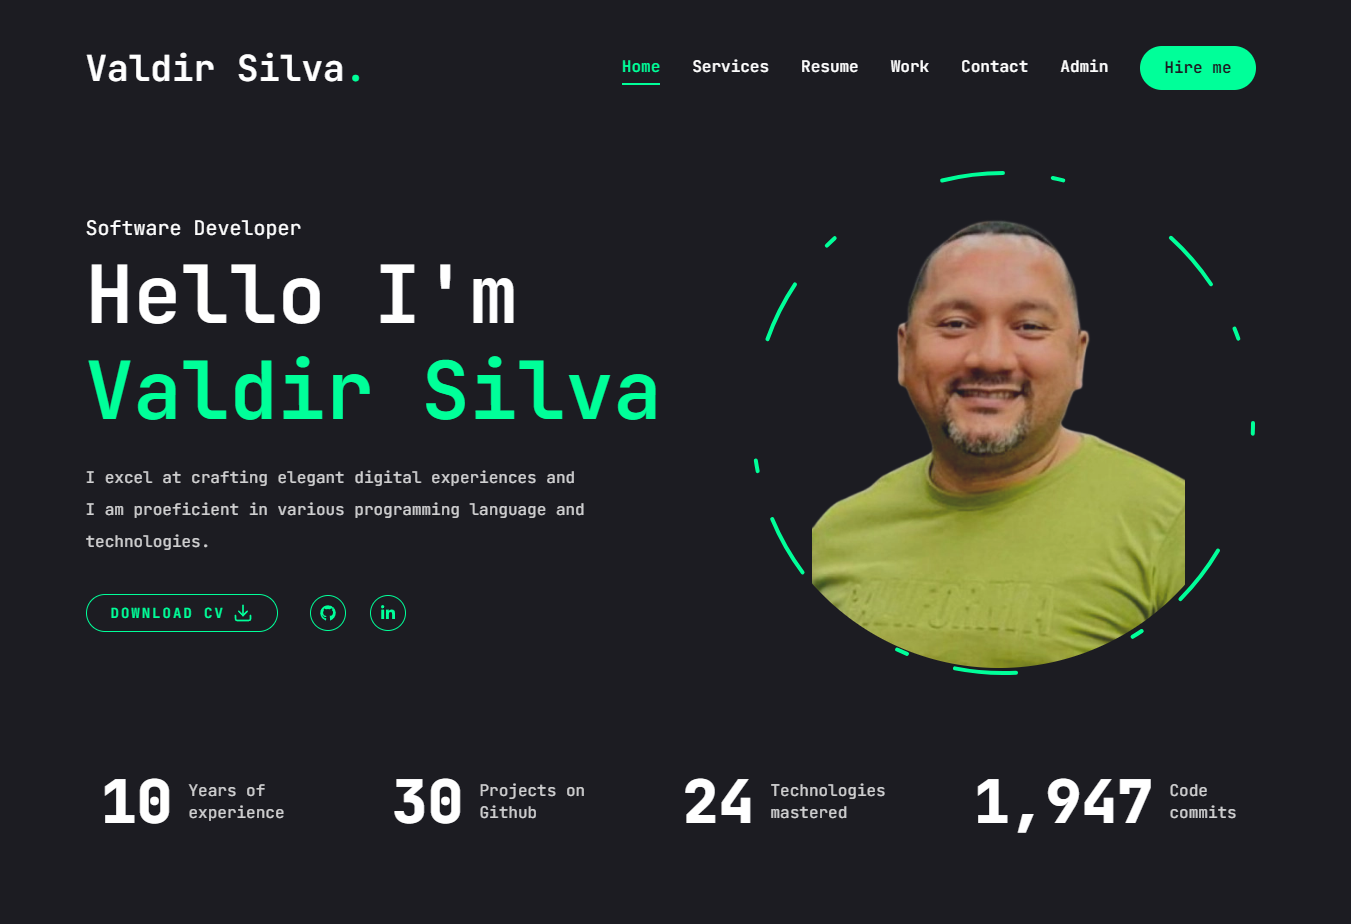 Valdir Silva.
Home Services Resume Work Contact Admin Hire me
Software Developer
Hello I'm
Valdir Silva
I excel at crafting elegant digital experiences and
I am proeficient in various programming language and
technologies.
DOWNLOAD CV
in
CALIFORNIA
10 Years of
experience
30 Projects on
Github
24 Technologies
mastered
1,947 Code
commits